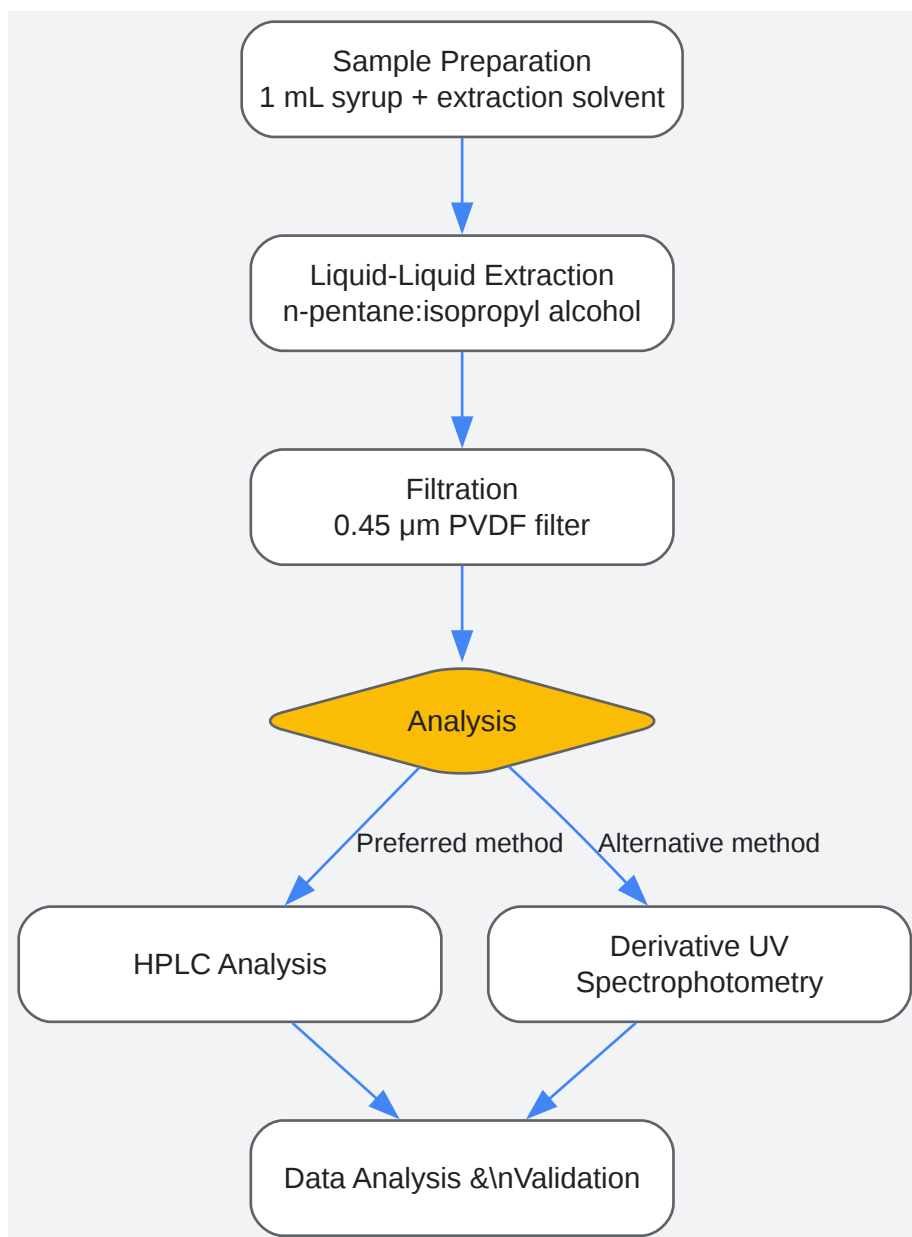 Sample Preparation
1 mL syrup + extraction solvent
Liquid-Liquid Extraction
n-pentane:isopropyl alcohol
Filtration
0.45 μm PVDF filter
Analysis
Preferred method
Alternative method
HPLC Analysis
Derivative UV
Spectrophotometry
Data Analysis &\nValidation